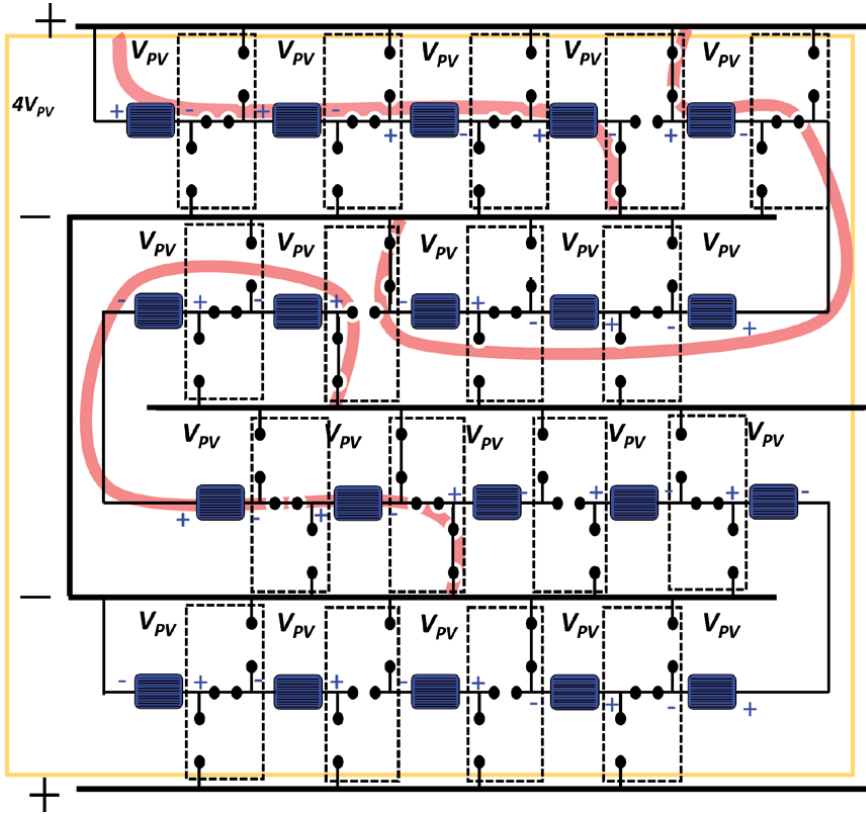 +
V_PV V_PV V_PV V_PV V_PV
4V_PV
+ - + - + - + - + -
—
V_PV V_PV V_PV V_PV V_PV
- + - + - + - + - +
V_PV V_PV V_PV V_PV V_PV
+ - + - + - + - + -
—
V_PV V_PV V_PV V_PV V_PV
- + - + - + - + - +
+